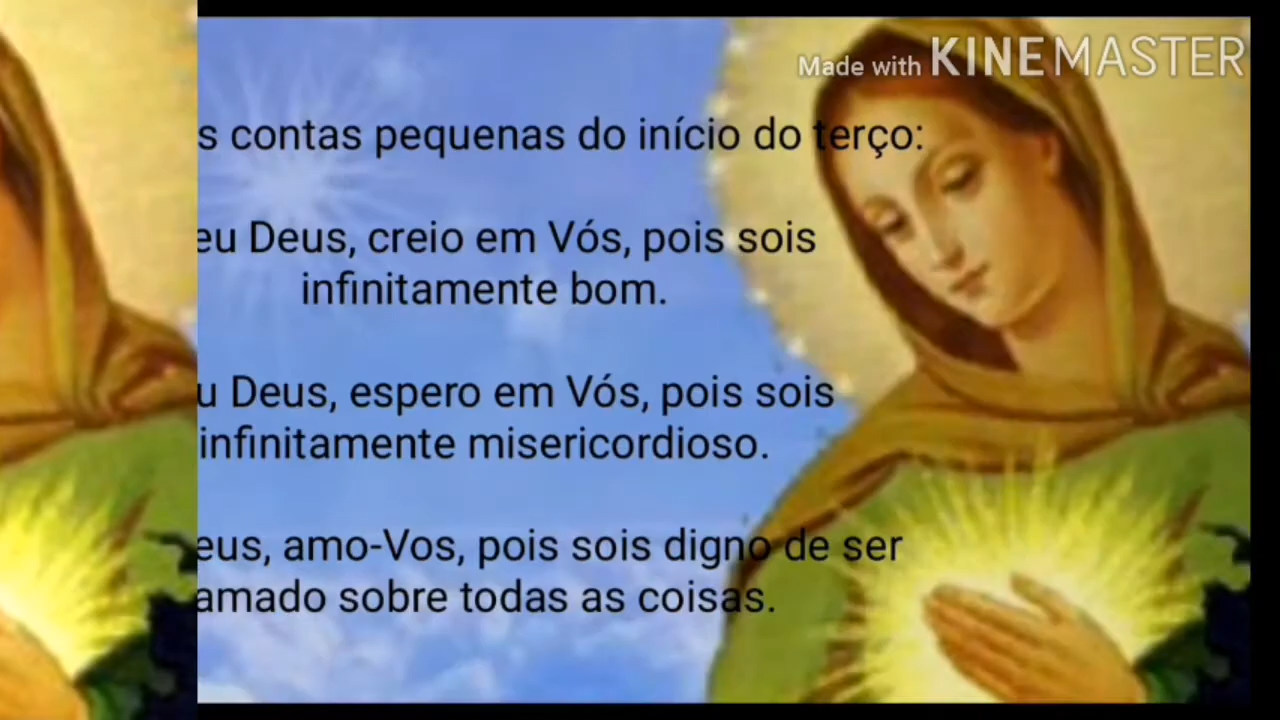 Made with KINEMASTER
s contas pequenas do início do terço:
eu Deus, creio em Vós, pois sois
infinitamente bom.
u Deus, espero em Vós, pois sois
infinitamente misericordioso.
eus, amo-Vos, pois sois digno de ser
amado sobre todas as coisas.